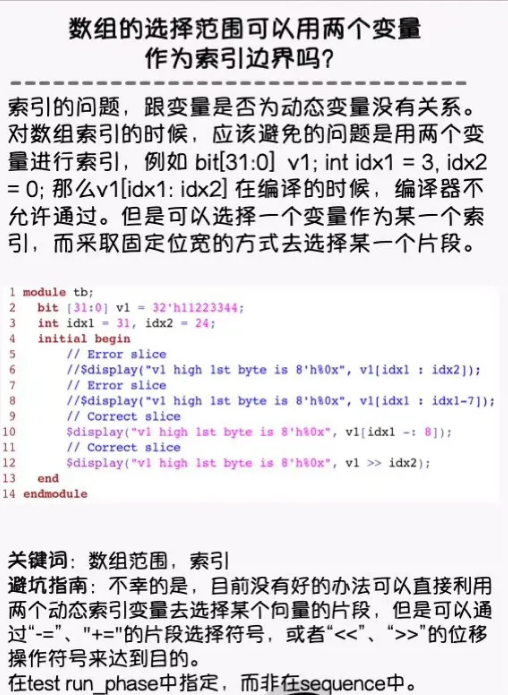 数组的选择范围可以用两个变量
作为索引边界吗?
索引的问题，跟变量是否为动态变量没有关系。
对数组索引的时候，应该避免的问题是用两个变
量进行索引，例如 bit[31:0] v1; int idx1 = 3, idx2
= 0; 那么v1[idx1: idx2] 在编译的时候，编译器不
允许通过。但是可以选择一个变量作为某一个索
引，而采取固定位宽的方式去选择某一个片段。
1 module tb;
2 bit [31:0] v1 = 32'h11223344;
3 int idx1 = 31, idx2 = 24;
4 initial begin
5 // Error slice
6 //$display("v1 high 1st byte is 8'h%0x", v1[idx1 : idx2]);
7 // Error slice
8 //$display("v1 high 1st byte is 8'h%0x", v1[idx1 : idx1-7]);
9 // Correct slice
10 $display("v1 high 1st byte is 8'h%0x", v1[idx1 -: 8]);
11 // Correct slice
12 $display("v1 high 1st byte is 8'h%0x", v1 >> idx2);
13 end
14 endmodule
关键词：数组范围，索引
避坑指南：不幸的是，目前没有好的办法可以直接利用
两个动态索引变量去选择某个向量的片段，但是可以通
过“-=”、"+="的片段选择符号，或者“<<”、“>>”的位移
操作符号来达到目的。
在test run_phase中指定，而非在sequence中。